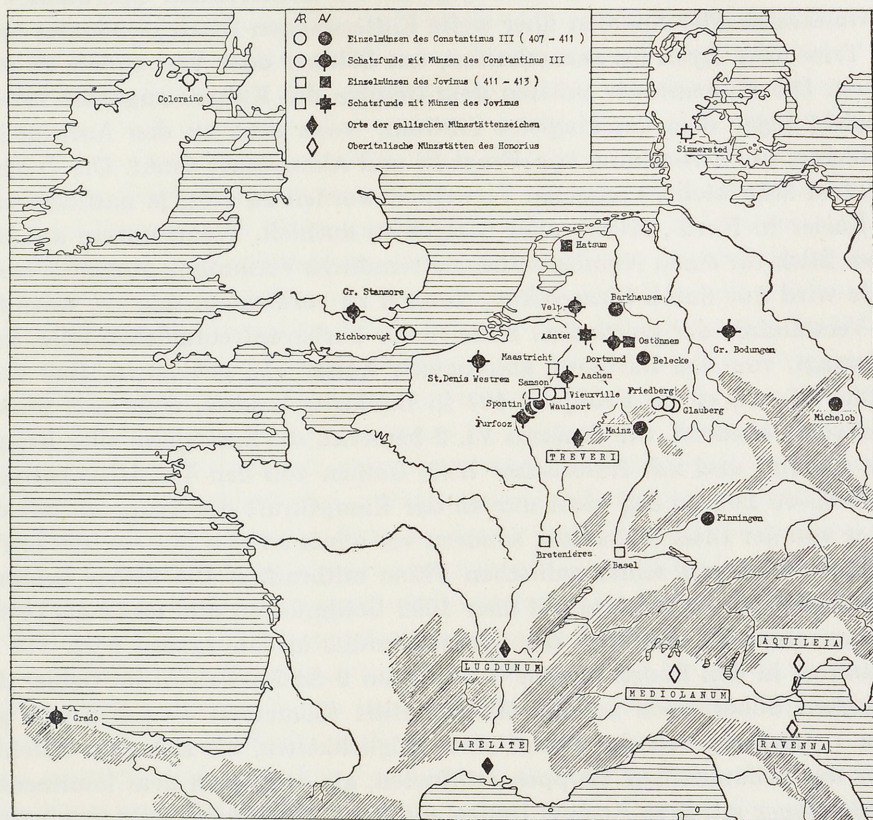 AR AV
Einzelmünzen des Constantinus III ( 407 - 411 )
Schatzfunde mit Münzen des Constantinus III
Einzelmünzen des Jovinus ( 411 - 413 )
Schatzfunde mit Münzen des Jovinus
Orte der gallischen Münzstättenzeichen
Oberitalische Münzstätten des Honorius
Coleraine
Simmersted
Hatsum
Gr. Stanmore
Velp
Barkhausen
Richborough
Xanten
Ostönnen
Dortmund
Gr. Bodungen
Maastricht
Belecke
St.Denis Westrem
Aachen
Samson
Vieuxville
Friedberg
Spontin
Waulsort
Glauberg
Michelob
Furfooz
Mainz
TREVERI
Finningen
Bretenières
Basel
LUGDUNUM
AQUILEIA
MEDIOLANUM
Grado
ARELATE
RAVENNA